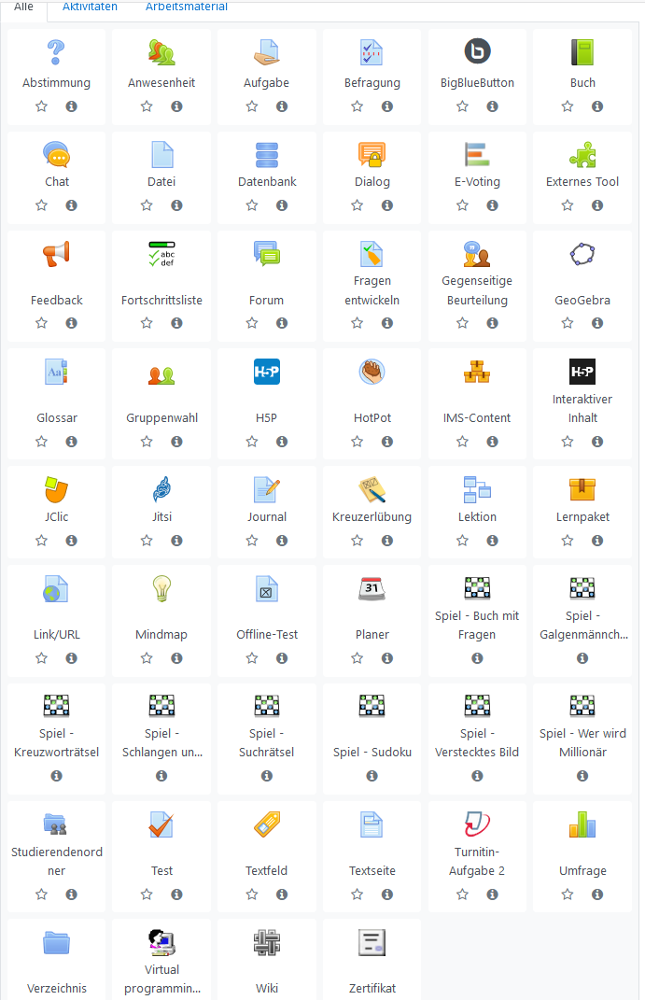 Alle Aktivitäten Arbeitsmaterial
Abstimmung Anwesenheit Aufgabe Befragung BigBlueButton Buch
Chat Datei Datenbank Dialog E-Voting Externes Tool
abc
def
Feedback Fortschrittsliste Forum Fragen entwickeln Gegenseitige Beurteilung GeoGebra
Aa
H5P
H5P
Glossar Gruppenwahl H5P HotPot IMS-Content Interaktiver Inhalt
JClic Jitsi Journal Kreuzerlübung Lektion Lernpaket
31
Link/URL Mindmap Offline-Test Planer Spiel - Buch mit Fragen Spiel - Galgenmännch...
Spiel - Kreuzworträtsel Spiel - Schlangen un... Spiel - Suchrätsel Spiel - Sudoku Spiel - Verstecktes Bild Spiel - Wer wird Millionär
Studierendenordner Test Textfeld Textseite Turnitin-Aufgabe 2 Umfrage
Verzeichnis Virtual programmin... Wiki Zertifikat